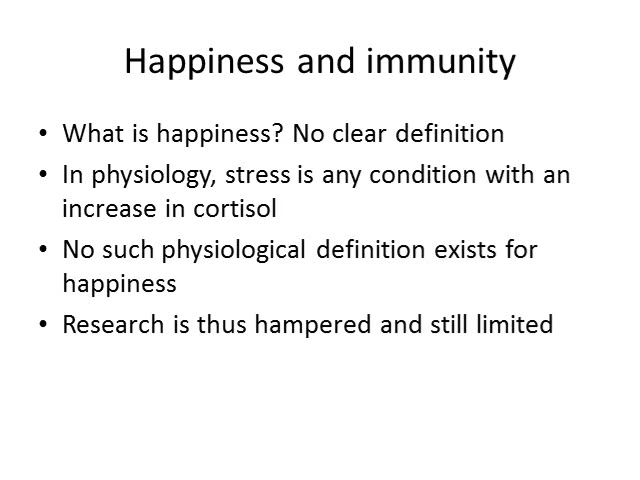 Happiness and immunity
• What is happiness? No clear definition
• In physiology, stress is any condition with an
increase in cortisol
• No such physiological definition exists for
happiness
• Research is thus hampered and still limited